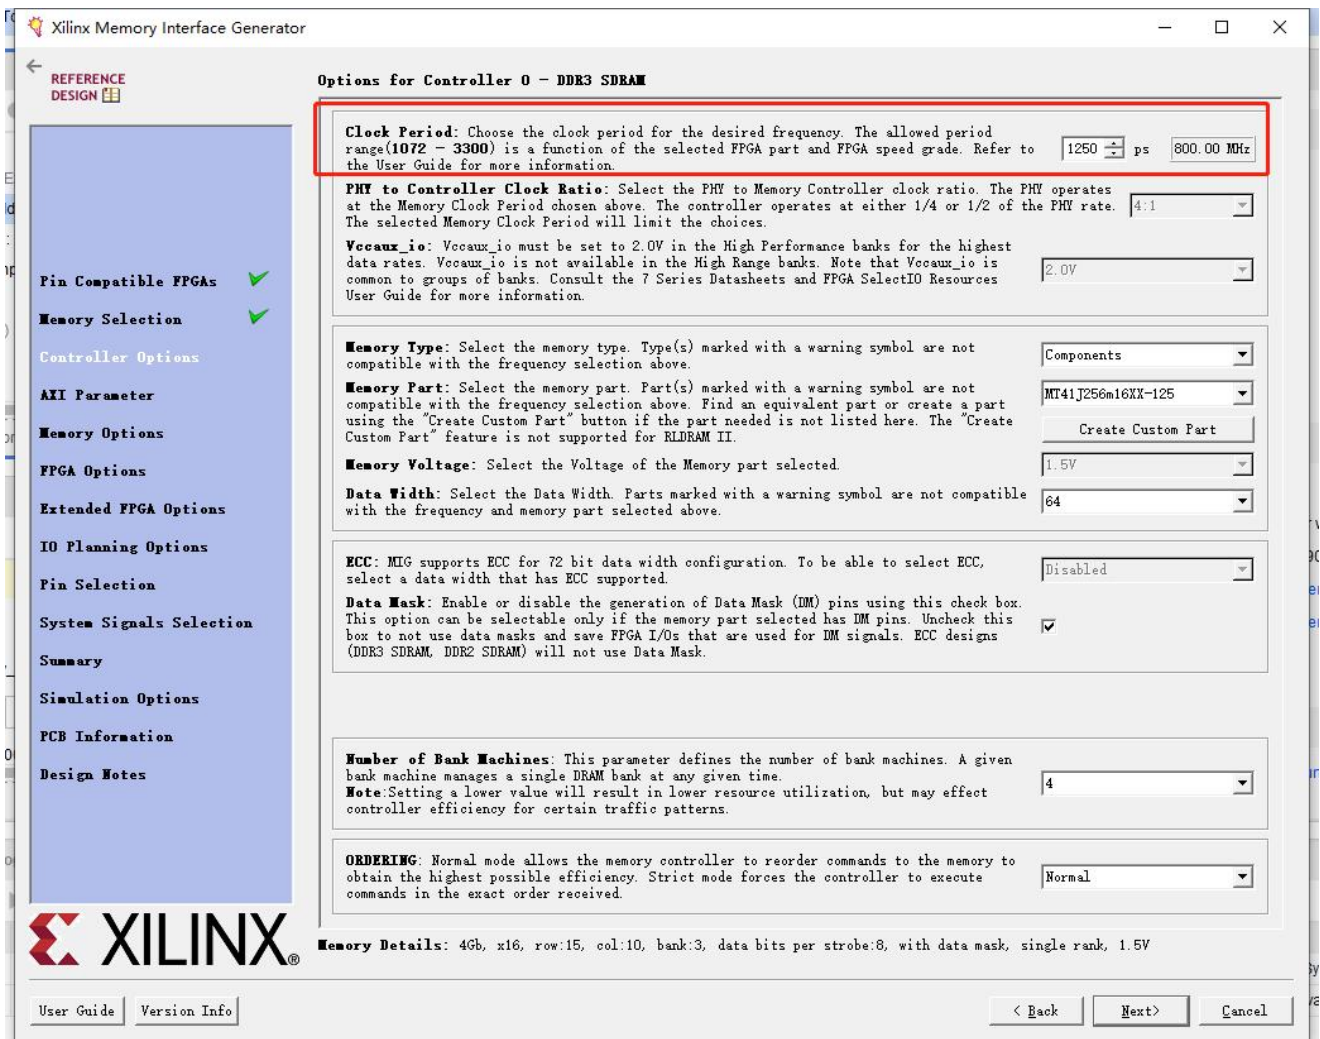 Xilinx Memory Interface Generator
REFERENCE
DESIGN
Options for Controller 0 - DDR3 SDRAM
Clock Period: Choose the clock period for the desired frequency. The allowed period
range(1072 - 3300) is a function of the selected FPGA part and FPGA speed grade. Refer to
the User Guide for more information.
1250 ps 800.00 MHz
PHY to Controller Clock Ratio: Select the PHY to Memory Controller clock ratio. The PHY operates
at the Memory Clock Period chosen above. The controller operates at either 1/4 or 1/2 of the PHY rate.
The selected Memory Clock Period will limit the choices.
4:1
Vccaux_io: Vccaux_io must be set to 2.0V in the High Performance banks for the highest
data rates. Vccaux_io is not available in the High Range banks. Note that Vccaux_io is
common to groups of banks. Consult the 7 Series Datasheets and FPGA SelectIO Resources
User Guide for more information.
2.0V
Memory Type: Select the memory type. Type(s) marked with a warning symbol are not
compatible with the frequency selection above.
Components
Memory Part: Select the memory part. Part(s) marked with a warning symbol are not
compatible with the frequency selection above. Find an equivalent part or create a part
using the "Create Custom Part" button if the part needed is not listed here. The "Create
Custom Part" feature is not supported for RLDRAM II.
MT41J256m16XX-125
Create Custom Part
Memory Voltage: Select the Voltage of the Memory part selected.
1.5V
Data Width: Select the Data Width. Parts marked with a warning symbol are not compatible
with the frequency and memory part selected above.
64
ECC: MIG supports ECC for 72 bit data width configuration. To be able to select ECC,
select a data width that has ECC supported.
Disabled
Data Mask: Enable or disable the generation of Data Mask (DM) pins using this check box.
This option can be selectable only if the memory part selected has DM pins. Uncheck this
box to not use data masks and save FPGA I/Os that are used for DM signals. ECC designs
(DDR3 SDRAM, DDR2 SDRAM) will not use Data Mask.
Number of Bank Machines: This parameter defines the number of bank machines. A given
bank machine manages a single DRAM bank at any given time.
Note:Setting a lower value will result in lower resource utilization, but may effect
controller efficiency for certain traffic patterns.
4
ORDERING: Normal mode allows the memory controller to reorder commands to the memory to
obtain the highest possible efficiency. Strict mode forces the controller to execute
commands in the exact order received.
Normal
Memory Details: 4Gb, x16, row:15, col:10, bank:3, data bits per strobe:8, with data mask, single rank, 1.5V
Pin Compatible FPGAs
Memory Selection
Controller Options
AXI Parameter
Memory Options
FPGA Options
Extended FPGA Options
IO Planning Options
Pin Selection
System Signals Selection
Summary
Simulation Options
PCB Information
Design Notes
XILINX®
User Guide
Version Info
< Back
Next>
Cancel